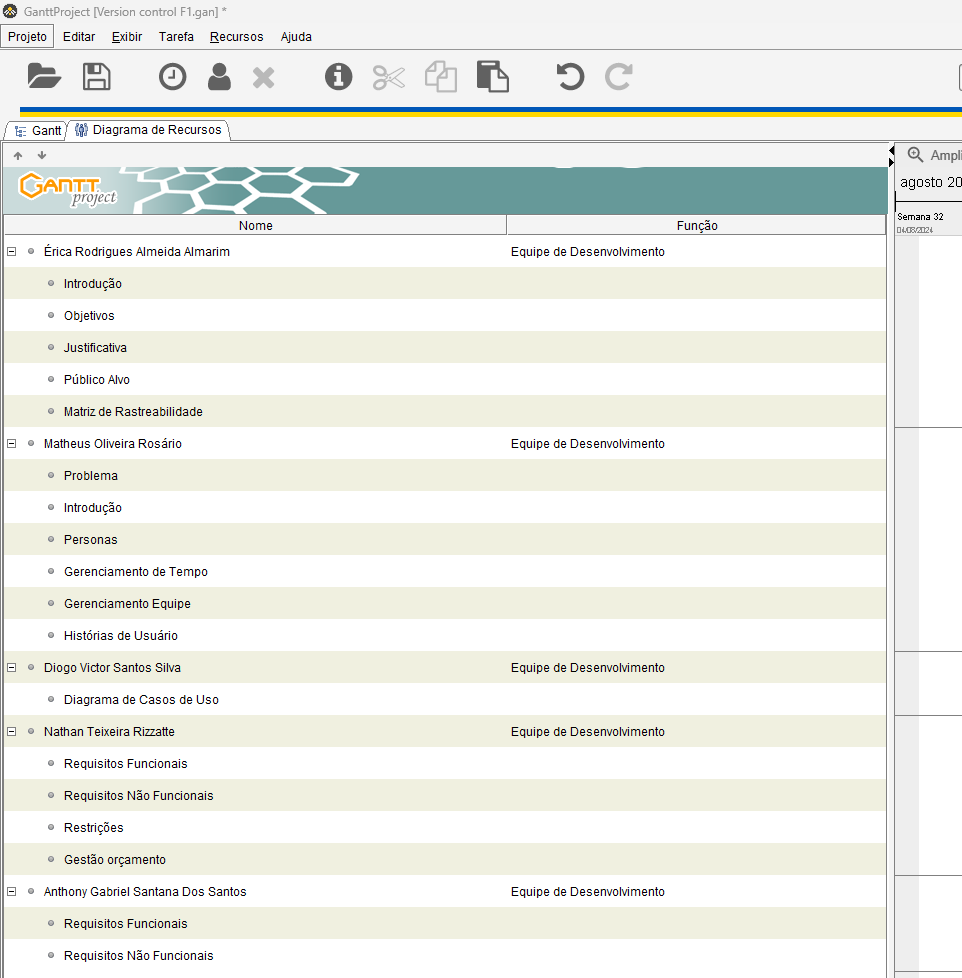 GanttProject [Version control F1.gan] *
Projeto Editar Exibir Tarefa Recursos Ajuda
Gantt Diagrama de Recursos
Ampli
GANTT project
agosto 20
Semana 32
04/08/2024
Nome Função
Érica Rodrigues Almeida Almarim Equipe de Desenvolvimento
Introdução
Objetivos
Justificativa
Público Alvo
Matriz de Rastreabilidade
Matheus Oliveira Rosário Equipe de Desenvolvimento
Problema
Introdução
Personas
Gerenciamento de Tempo
Gerenciamento Equipe
Histórias de Usuário
Diogo Victor Santos Silva Equipe de Desenvolvimento
Diagrama de Casos de Uso
Nathan Teixeira Rizzatte Equipe de Desenvolvimento
Requisitos Funcionais
Requisitos Não Funcionais
Restrições
Gestão orçamento
Anthony Gabriel Santana Dos Santos Equipe de Desenvolvimento
Requisitos Funcionais
Requisitos Não Funcionais